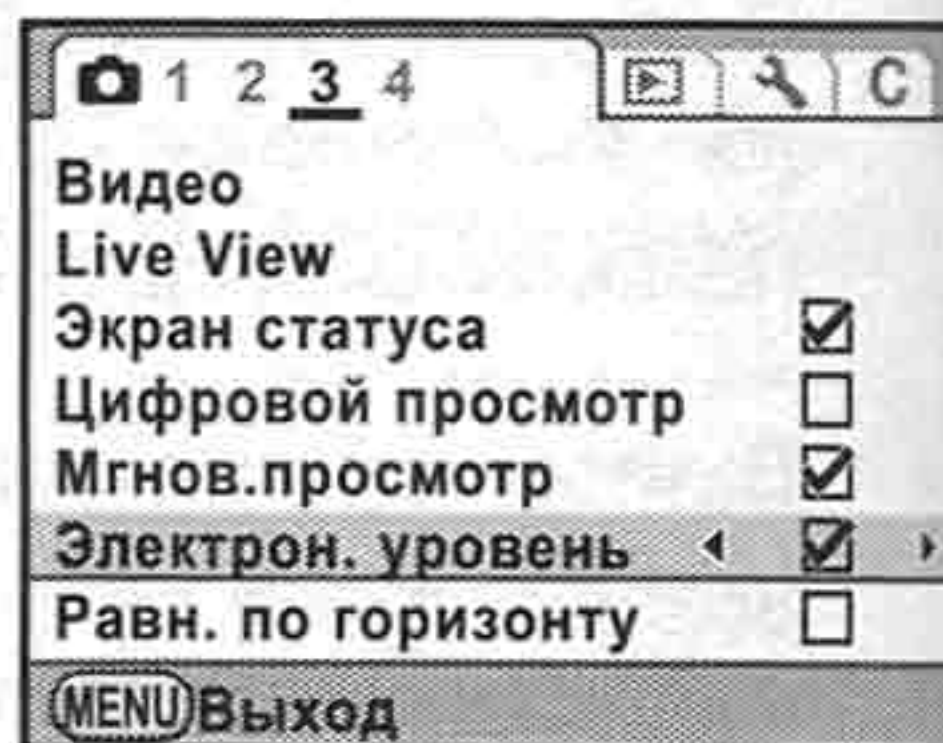 1 2 3 4 C
Видео
Live View
Экран статуса
Цифровой просмотр
Мгнов.просмотр
Электрон. уровень
Равн. по горизонту
MENU Выход